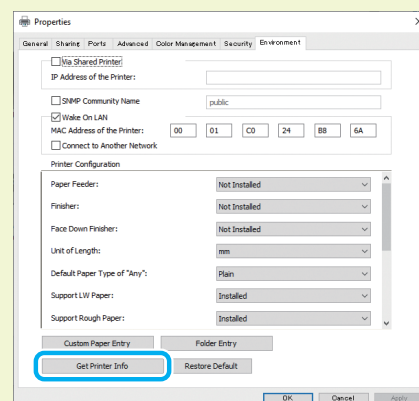 Properties
General Sharing Ports Advanced Color Management Security Environment
Via Shared Printer
IP Address of the Printer:
SNMP Community Name public
Wake On LAN
MAC Address of the Printer: 00 01 C0 24 B8 6A
Connect to Another Network
Printer Configuration
Paper Feeder: Not Installed
Finisher: Not Installed
Face Down Finisher: Not Installed
Unit of Length: mm
Default Paper Type of "Any": Plain
Support LW Paper: Installed
Support Rough Paper: Installed
Custom Paper Entry Folder Entry
Get Printer Info Restore Default
OK Cancel Apply